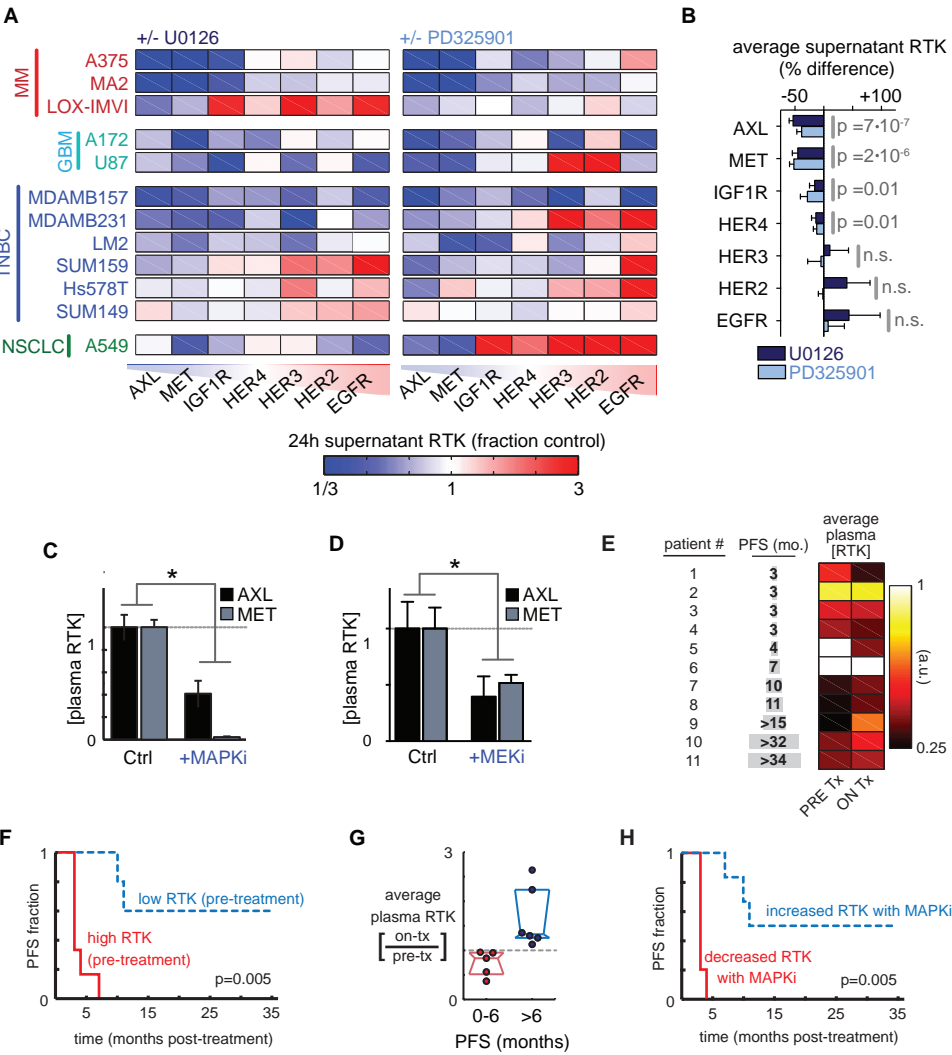 A
+/- U0126
+/- PD325901
MM
A375
MA2
LOX-IMVI
GBM
A172
U87
TNBC
MDAMB157
MDAMB231
LM2
SUM159
Hs578T
SUM149
NSCLC
A549
AXL MET IGF1R HER4 HER3 HER2 EGFR
AXL MET IGF1R HER4 HER3 HER2 EGFR
24h supernatant RTK (fraction control)
1/3 1 3
B
average supernatant RTK
(% difference)
-50 +100
AXL p =7·10-7
MET p =2·10-6
IGF1R p =0.01
HER4 p =0.01
HER3 n.s.
HER2 n.s.
EGFR n.s.
U0126
PD325901
C
*
AXL
MET
[plasma RTK]
1
0
Ctrl +MAPKi
D
*
AXL
MET
[plasma RTK]
1
0
Ctrl +MEKi
E
patient # PFS (mo.)
average
plasma
[RTK]
1 3
2 3
3 3
4 3
5 4
6 7
7 10
8 11
9 >15
10 >32
11 >34
PRE Tx ON Tx
1
(a.u.)
0.25
F
PFS fraction
1
0
low RTK (pre-treatment)
high RTK
(pre-treatment)
p=0.005
5 15 25 35
time (months post-treatment)
G
3
0
average
plasma RTK
[on-tx
pre-tx]
0-6 >6
PFS (months)
H
PFS fraction
1
0
increased RTK with MAPKi
decreased RTK
with MAPKi
p=0.005
5 15 25 35
time (months post-treatment)